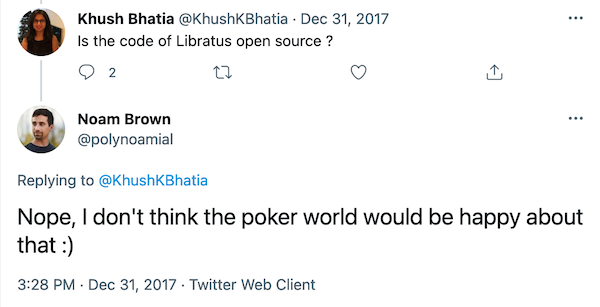 Khush Bhatia @KhushKBhatia · Dec 31, 2017
Is the code of Libratus open source ?
2
Noam Brown
@polynoamial
Replying to @KhushKBhatia
Nope, I don't think the poker world would be happy about
that :)
3:28 PM · Dec 31, 2017 · Twitter Web Client